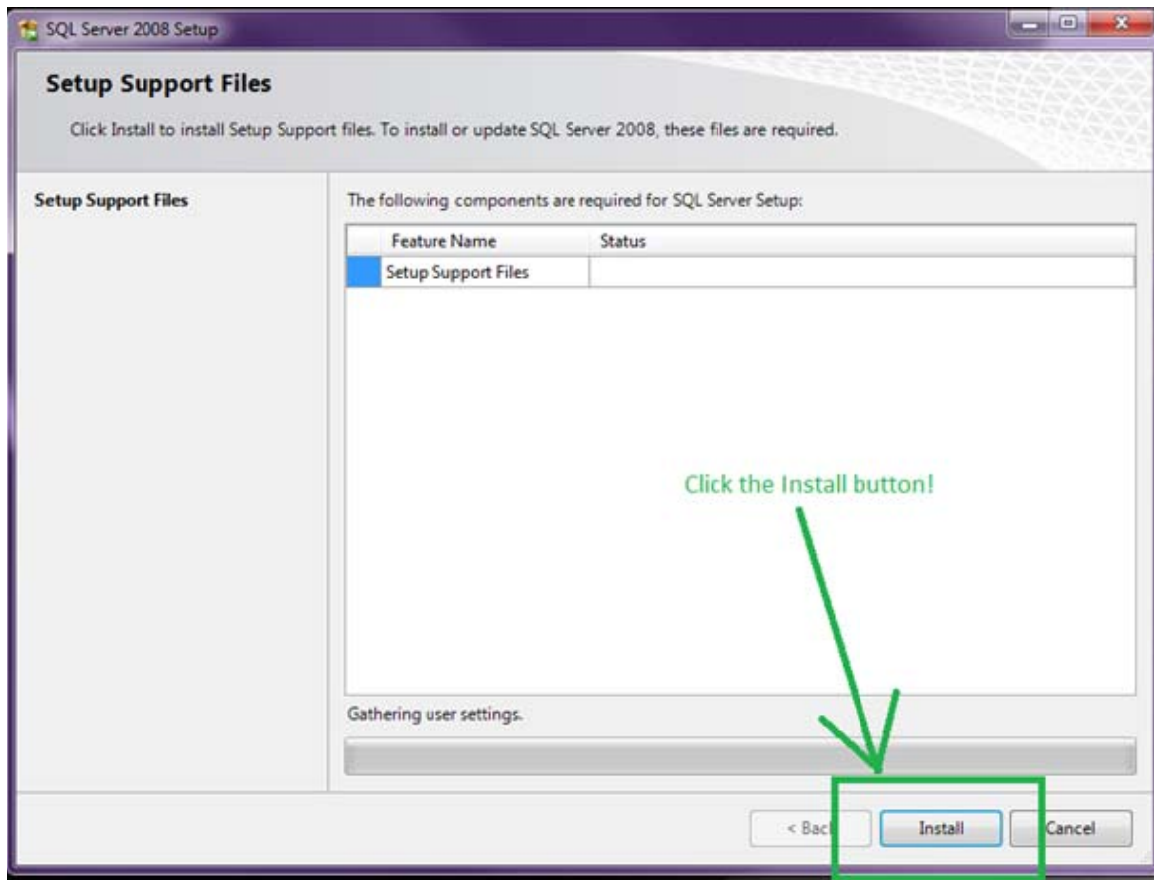 SQL Server 2008 Setup
Setup Support Files
Click Install to install Setup Support files. To install or update SQL Server 2008, these files are required.
Setup Support Files
The following components are required for SQL Server Setup:
Feature Name Status
Setup Support Files
Click the Install button!
Gathering user settings.
< Bac Install Cancel